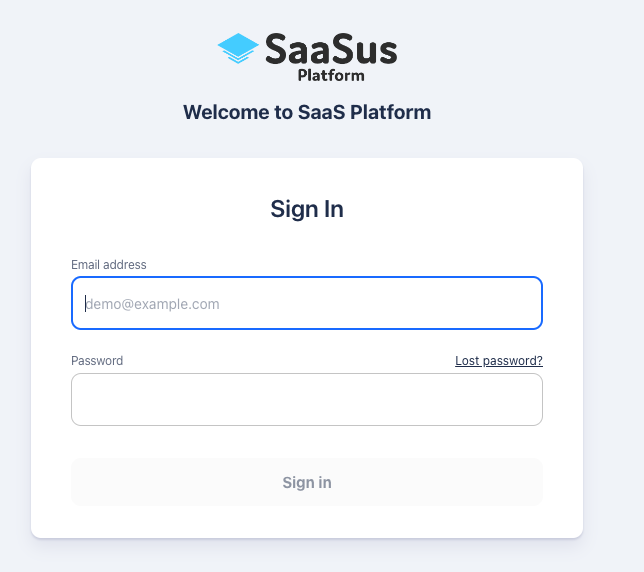 SaaSus
Platform
Welcome to SaaS Platform
Sign In
Email address
demo@example.com
Password Lost password?
Sign in